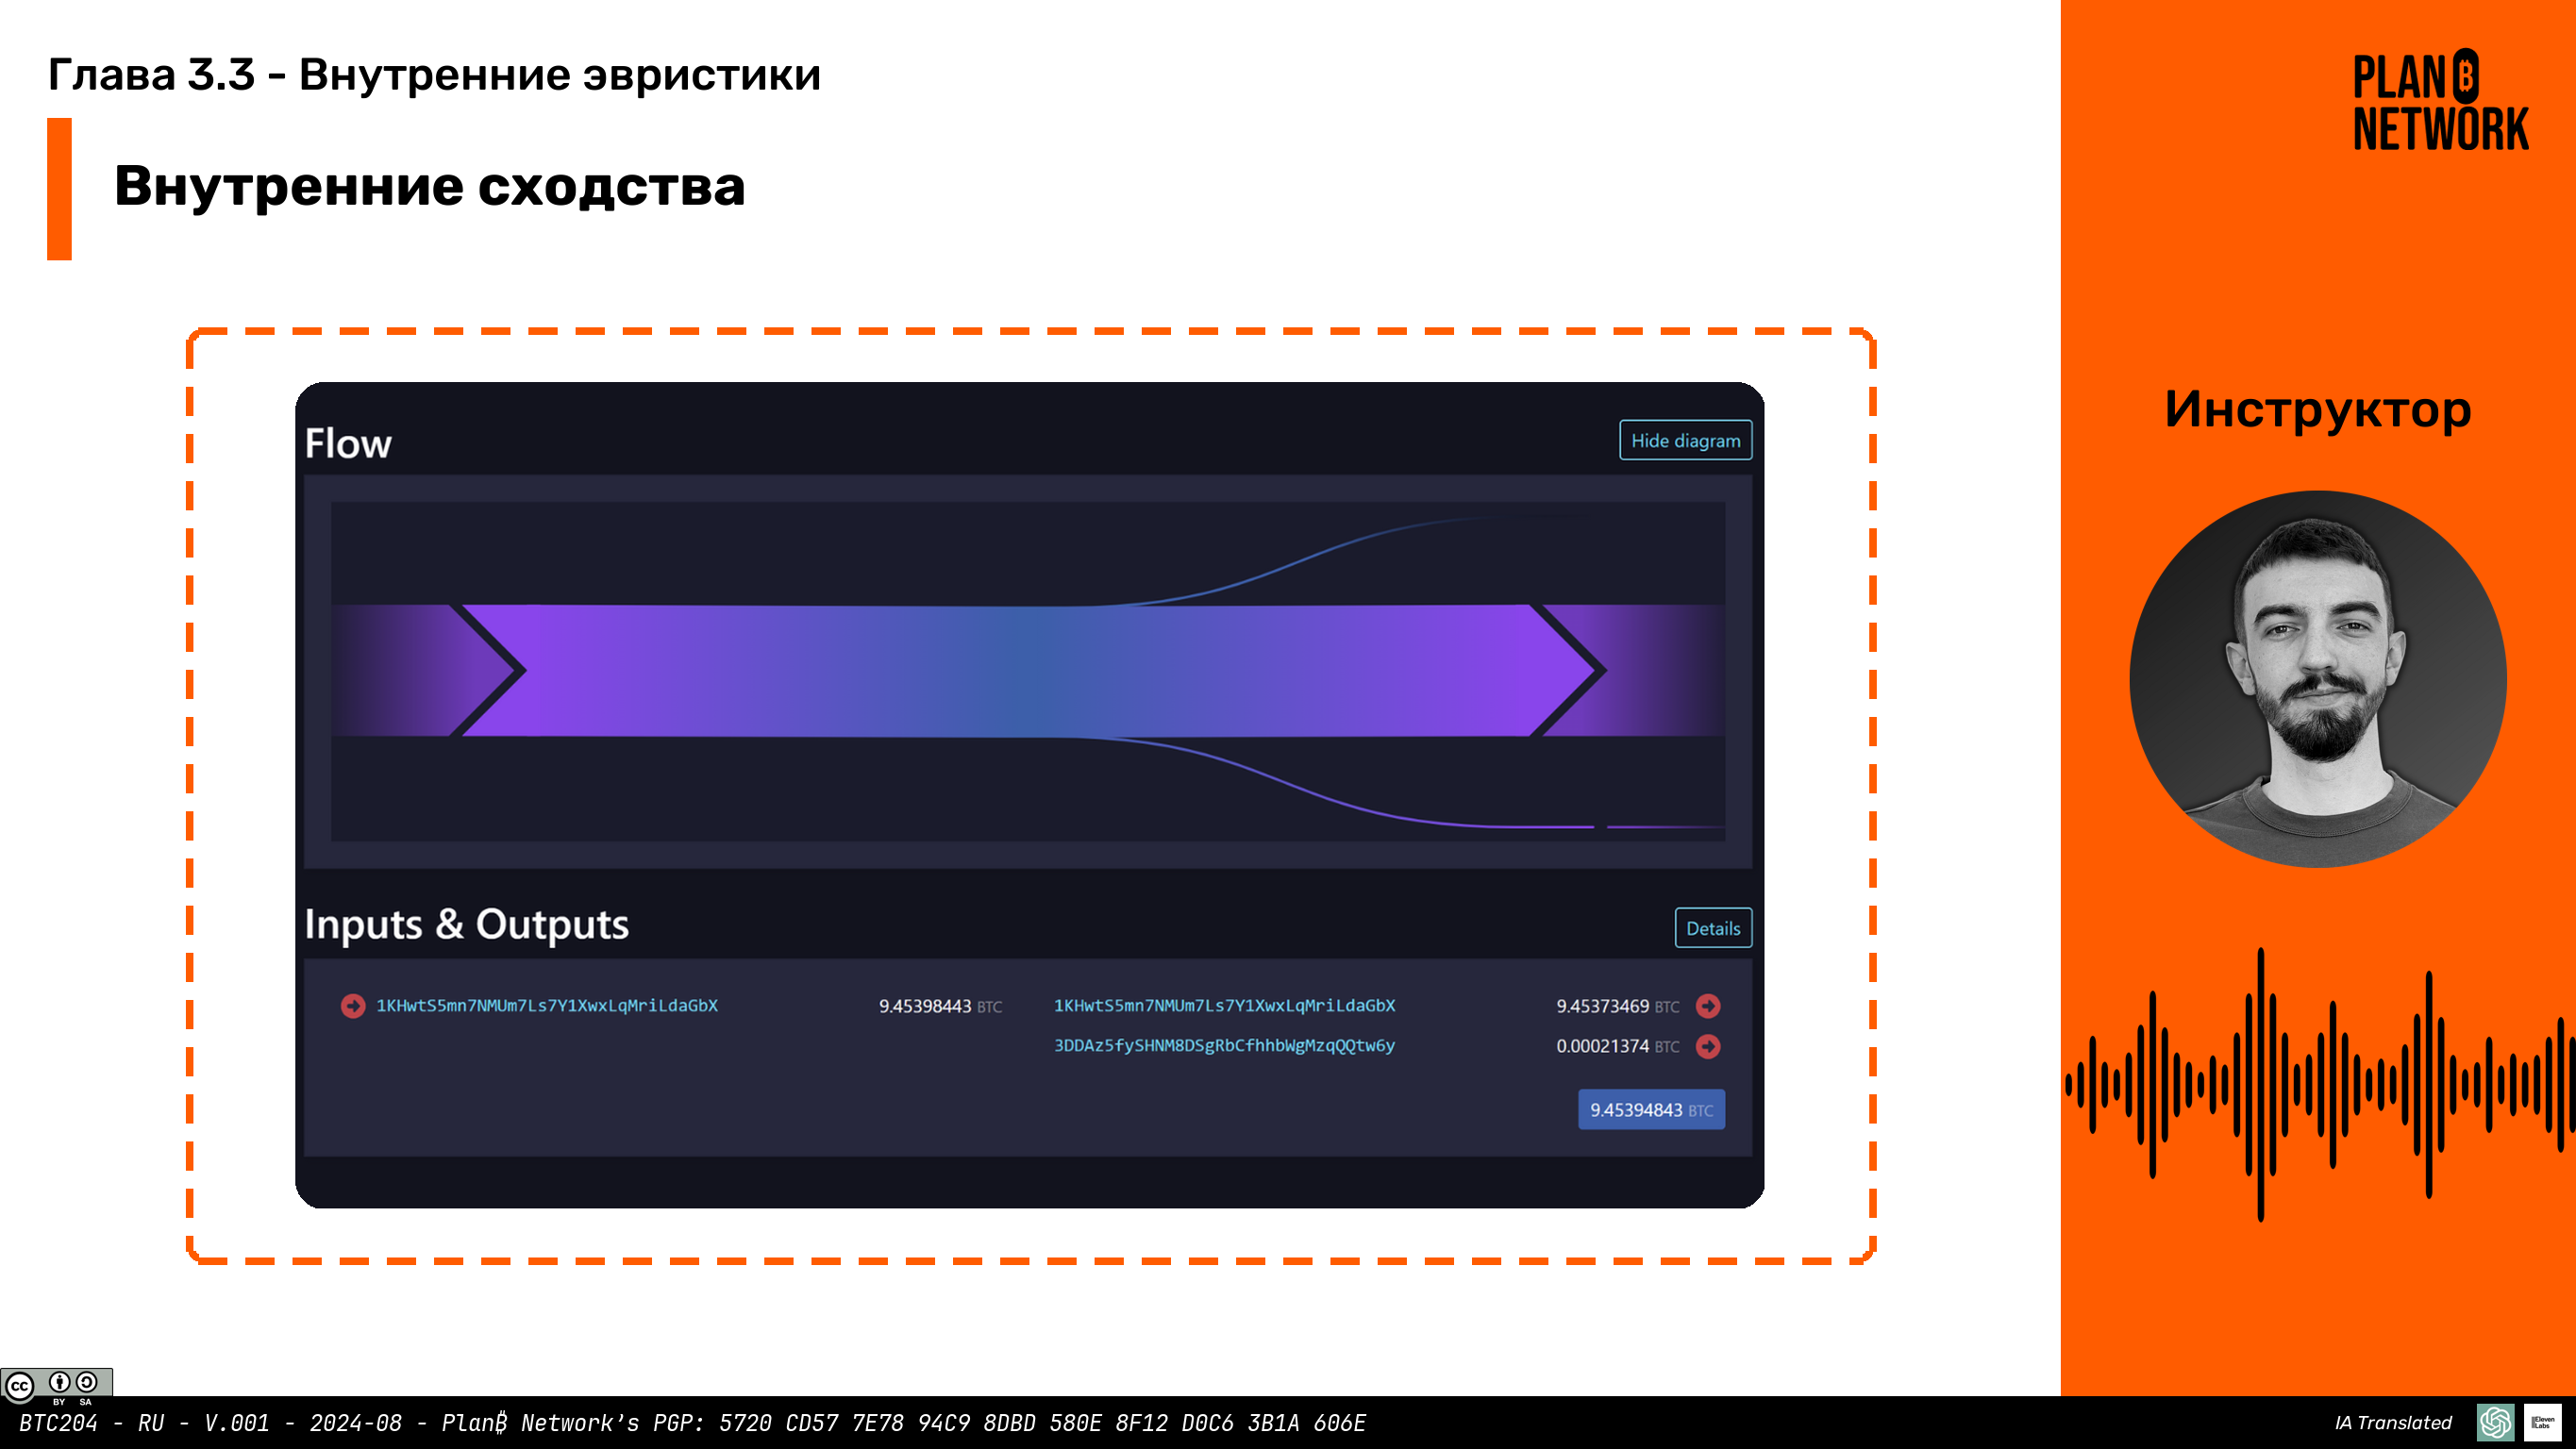 Глава 3.3 - Внутренние эвристики
PLAN ₿
NETWORK
Внутренние сходства
Инструктор
Flow
Hide diagram
Inputs & Outputs
Details
1KHwtS5mn7NMUm7Ls7Y1XwxLqMriLdaGbX 9.45398443 BTC 1KHwtS5mn7NMUm7Ls7Y1XwxLqMriLdaGbX 9.45373469 BTC
3DDAz5fySHNM8DSgRbCfhhbWgMzqQQtw6y 0.00021374 BTC
9.45394843 BTC
cc BY SA
BTC204 - RU - V.001 - 2024-08 - Plan₿ Network's PGP: 5720 CD57 7E78 94C9 8DBD 580E 8F12 D0C6 3B1A 606E
IA Translated
IIElevenLabs